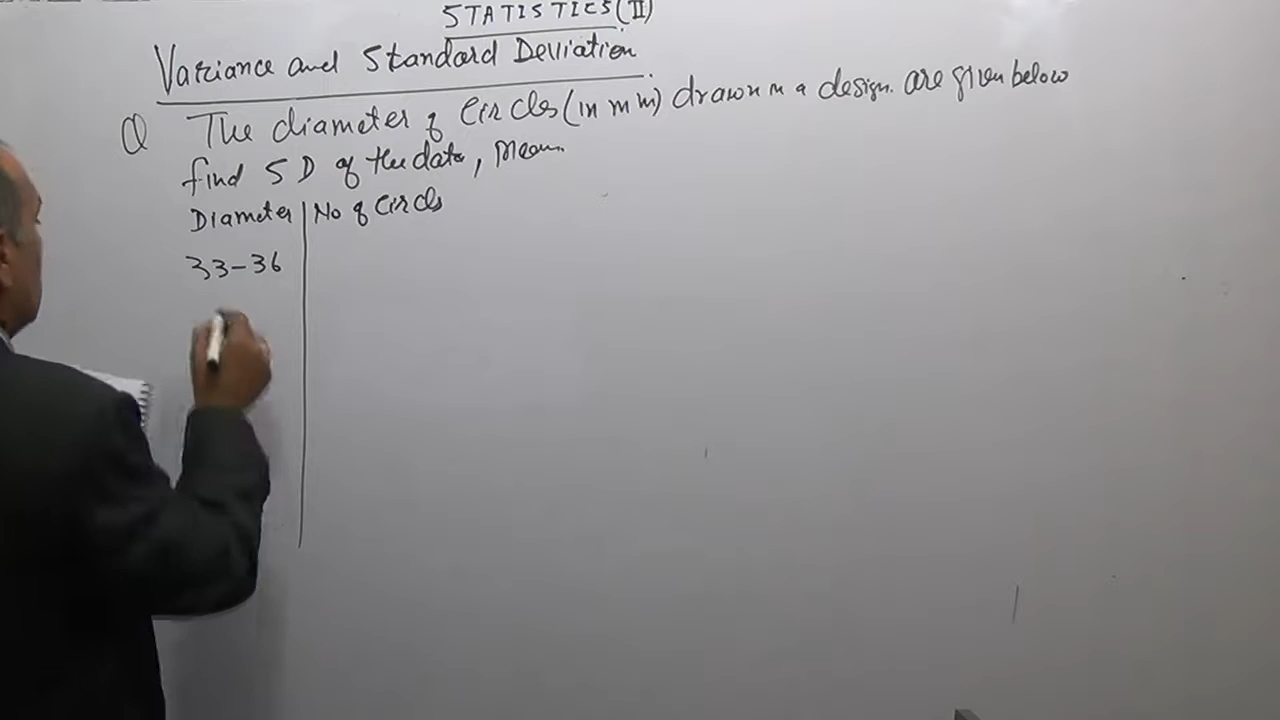 STATISTICS (II)
Variance and Standard Deviation
Q The diameter of Circles (in mm) drawn in a design. are given below
find SD of the data, Mean.
Diameter No of Circls
33-36